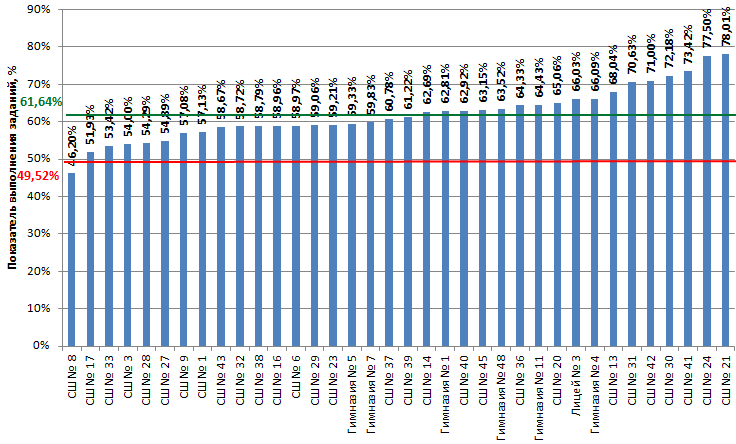 90%
80%
70%
60%
50%
40%
30%
20%
10%
0%
Показатель выполнения заданий, %
61,64%
49,52%
46,20%
51,93%
53,42%
54,00%
54,29%
54,89%
57,08%
57,13%
58,67%
58,72%
58,79%
58,96%
58,97%
59,06%
59,21%
59,33%
59,83%
60,78%
61,22%
62,69%
62,81%
62,92%
63,15%
63,52%
64,33%
64,43%
65,06%
66,03%
66,09%
68,04%
70,63%
71,00%
72,18%
73,42%
77,50%
78,01%
СШ № 8
СШ № 17
СШ № 33
СШ № 3
СШ № 28
СШ № 27
СШ № 9
СШ № 1
СШ № 43
СШ № 32
СШ № 38
СШ № 16
СШ № 6
СШ № 29
СШ № 23
Гимназия № 5
Гимназия № 7
СШ № 37
СШ № 39
СШ № 14
Гимназия № 1
СШ № 40
СШ № 45
Гимназия № 48
СШ № 36
Гимназия № 11
СШ № 20
Лицей № 3
Гимназия № 4
СШ № 13
СШ № 31
СШ № 42
СШ № 30
СШ № 41
СШ № 24
СШ № 21